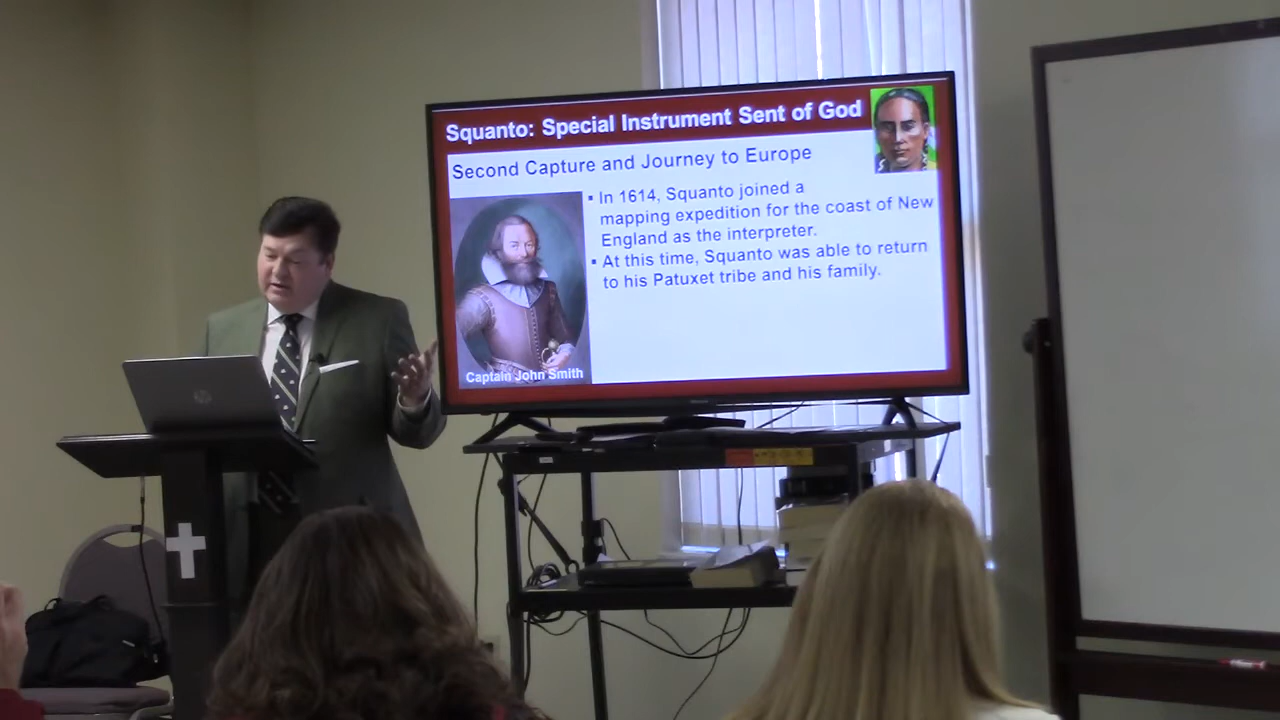 Squanto: Special Instrument Sent of God
Second Capture and Journey to Europe
▪ In 1614, Squanto joined a
mapping expedition for the coast of New
England as the interpreter.
▪ At this time, Squanto was able to return
to his Patuxet tribe and his family.
Captain John Smith
hp